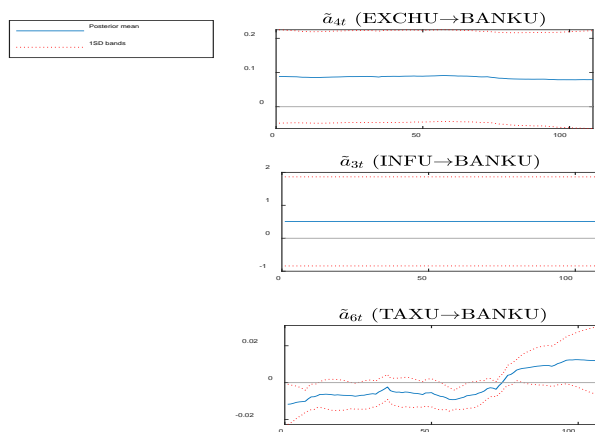 Posterior mean
1SD bands
ã4t (EXCHU→BANKU)
0.2
0.1
0
0 50 100
ã3t (INFU→BANKU)
2
1
0
-1
0 50 100
ã6t (TAXU→BANKU)
0.02
0
-0.02
0 50 100